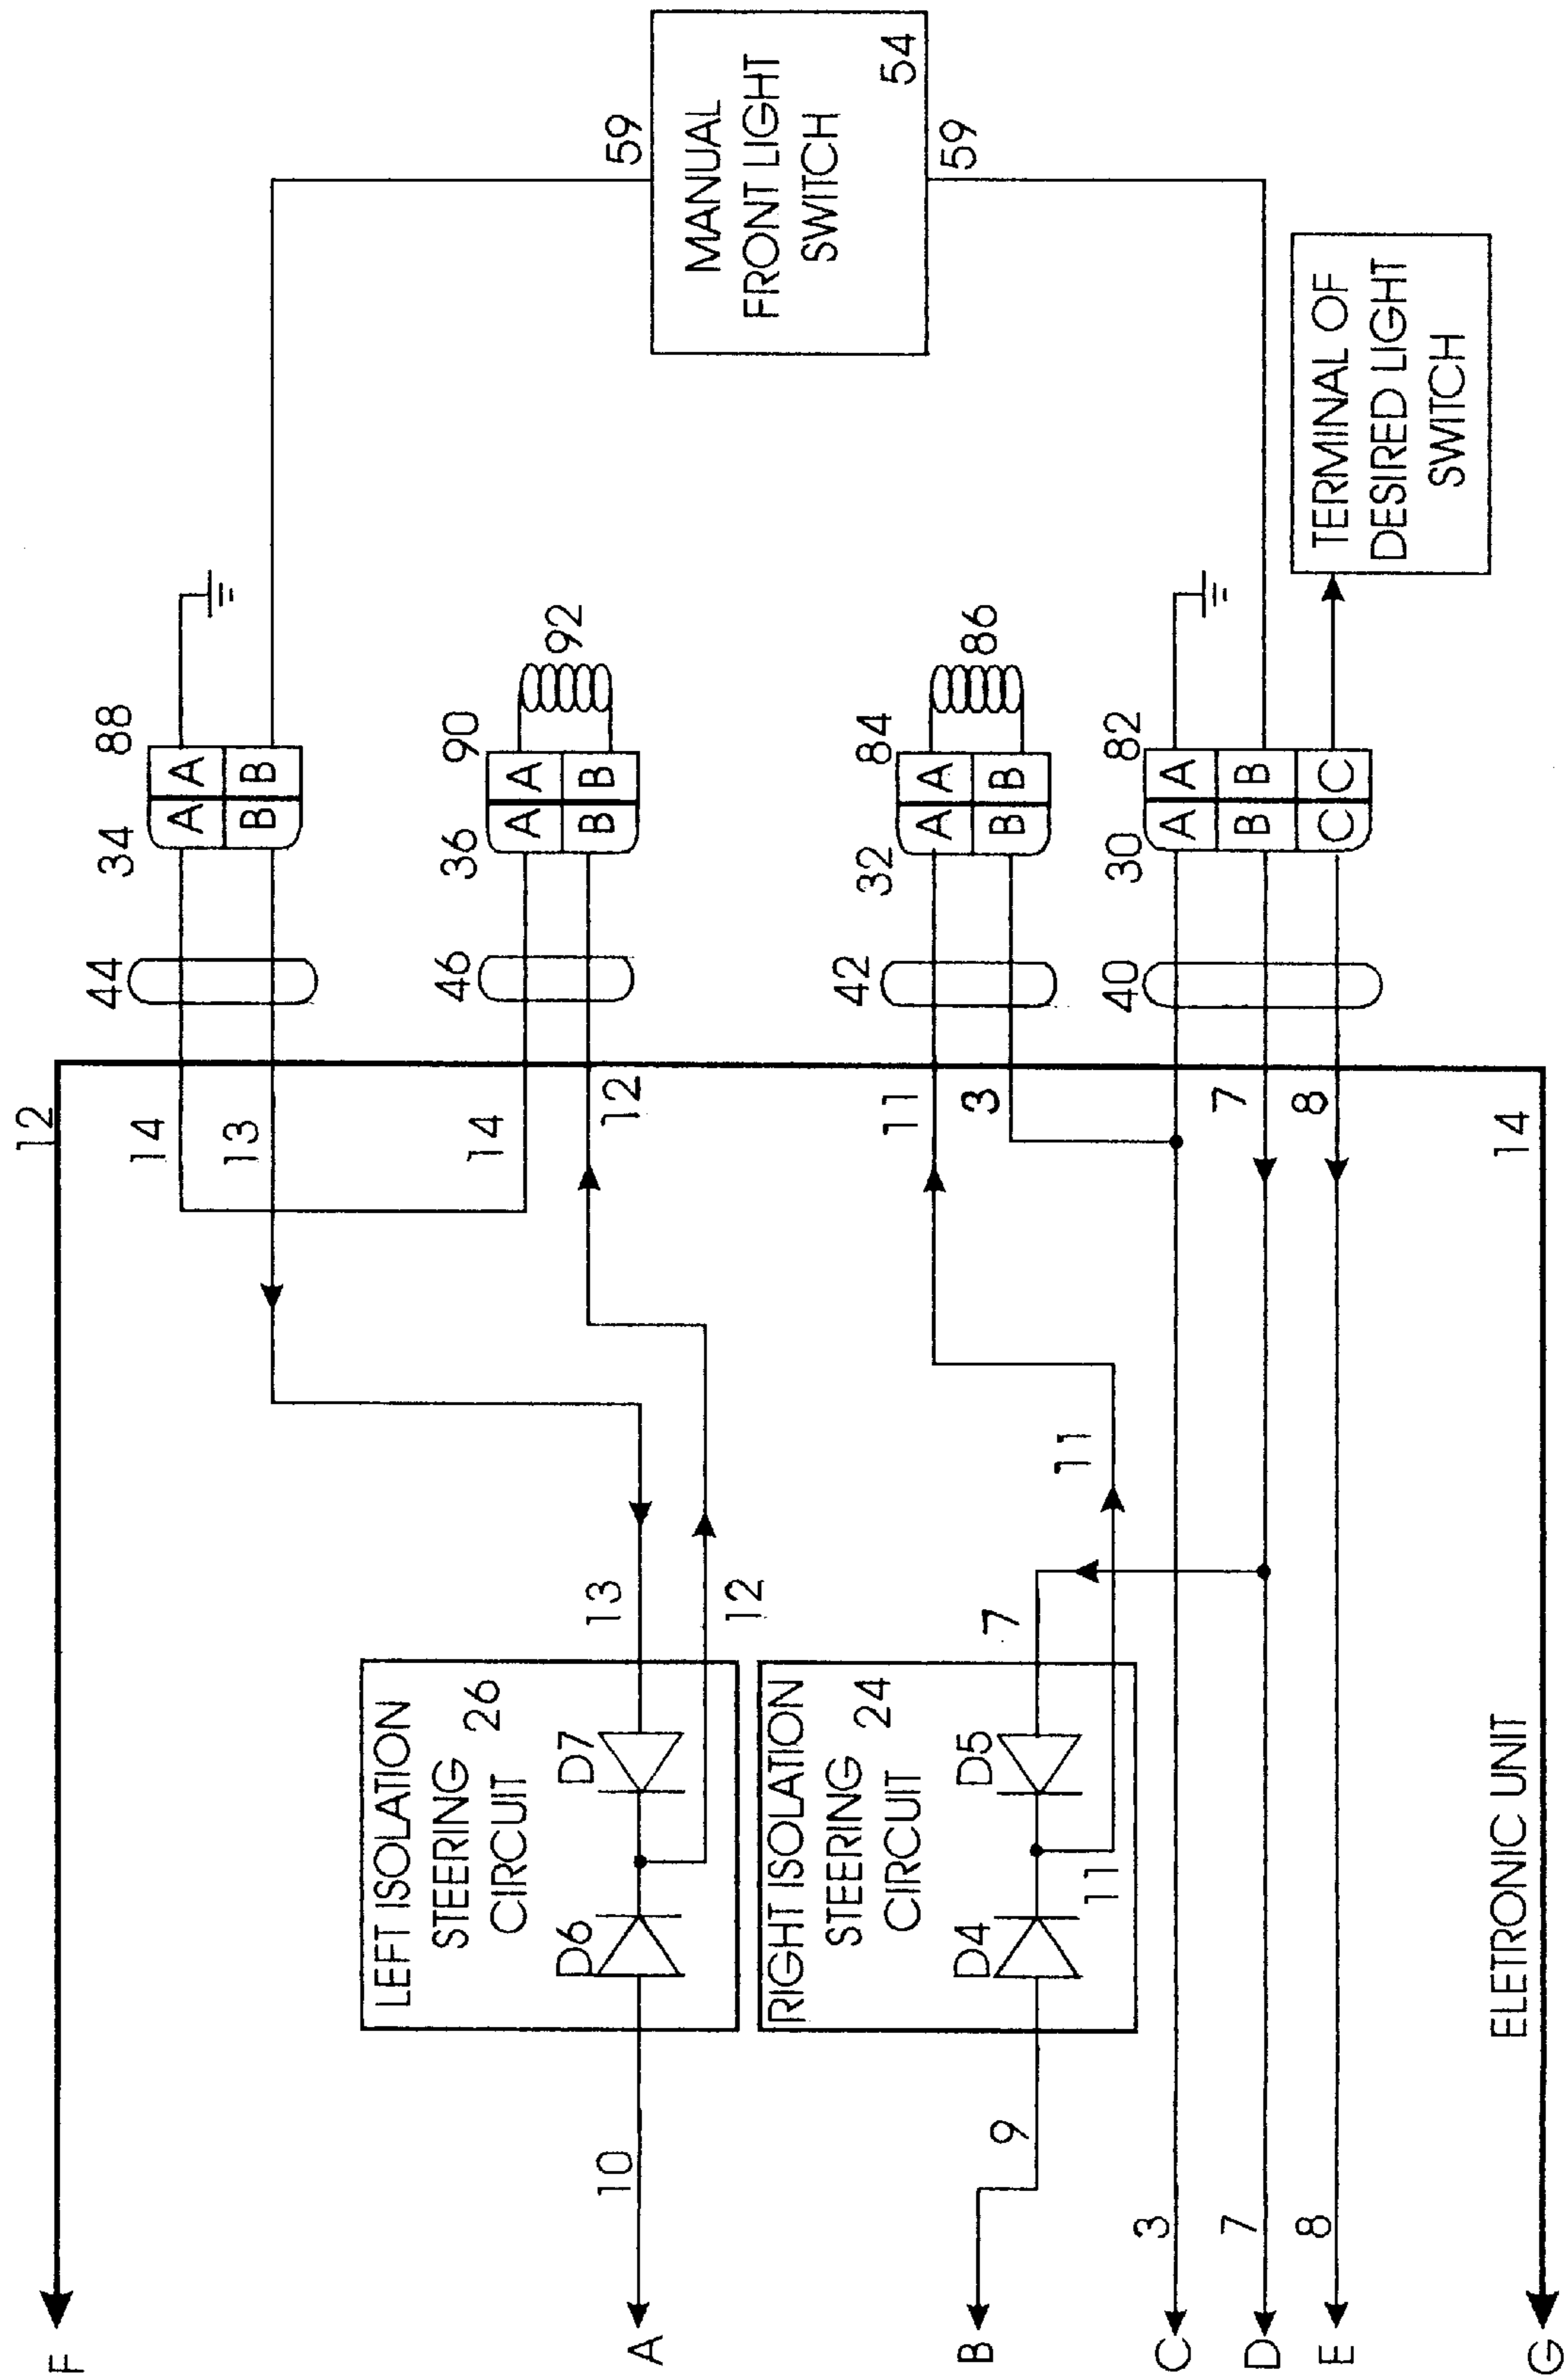 12
F
14
13
44
34
88
A A
B B
59
MANUAL
FRONT LIGHT
SWITCH
54
59
14
12
46
36
90
A A
B B
92
LEFT ISOLATION
STEERING
CIRCUIT
26
D6
D7
13
12
10
A
11
3
42
32
84
A A
B B
86
RIGHT ISOLATION
STEERING
CIRCUIT
24
D4
D5
11
7
11
9
B
7
8
40
30
82
A A
B B
C C
TERMINAL OF
DESIRED LIGHT
SWITCH
3
C
7
D
8
E
ELETRONIC UNIT
14
G